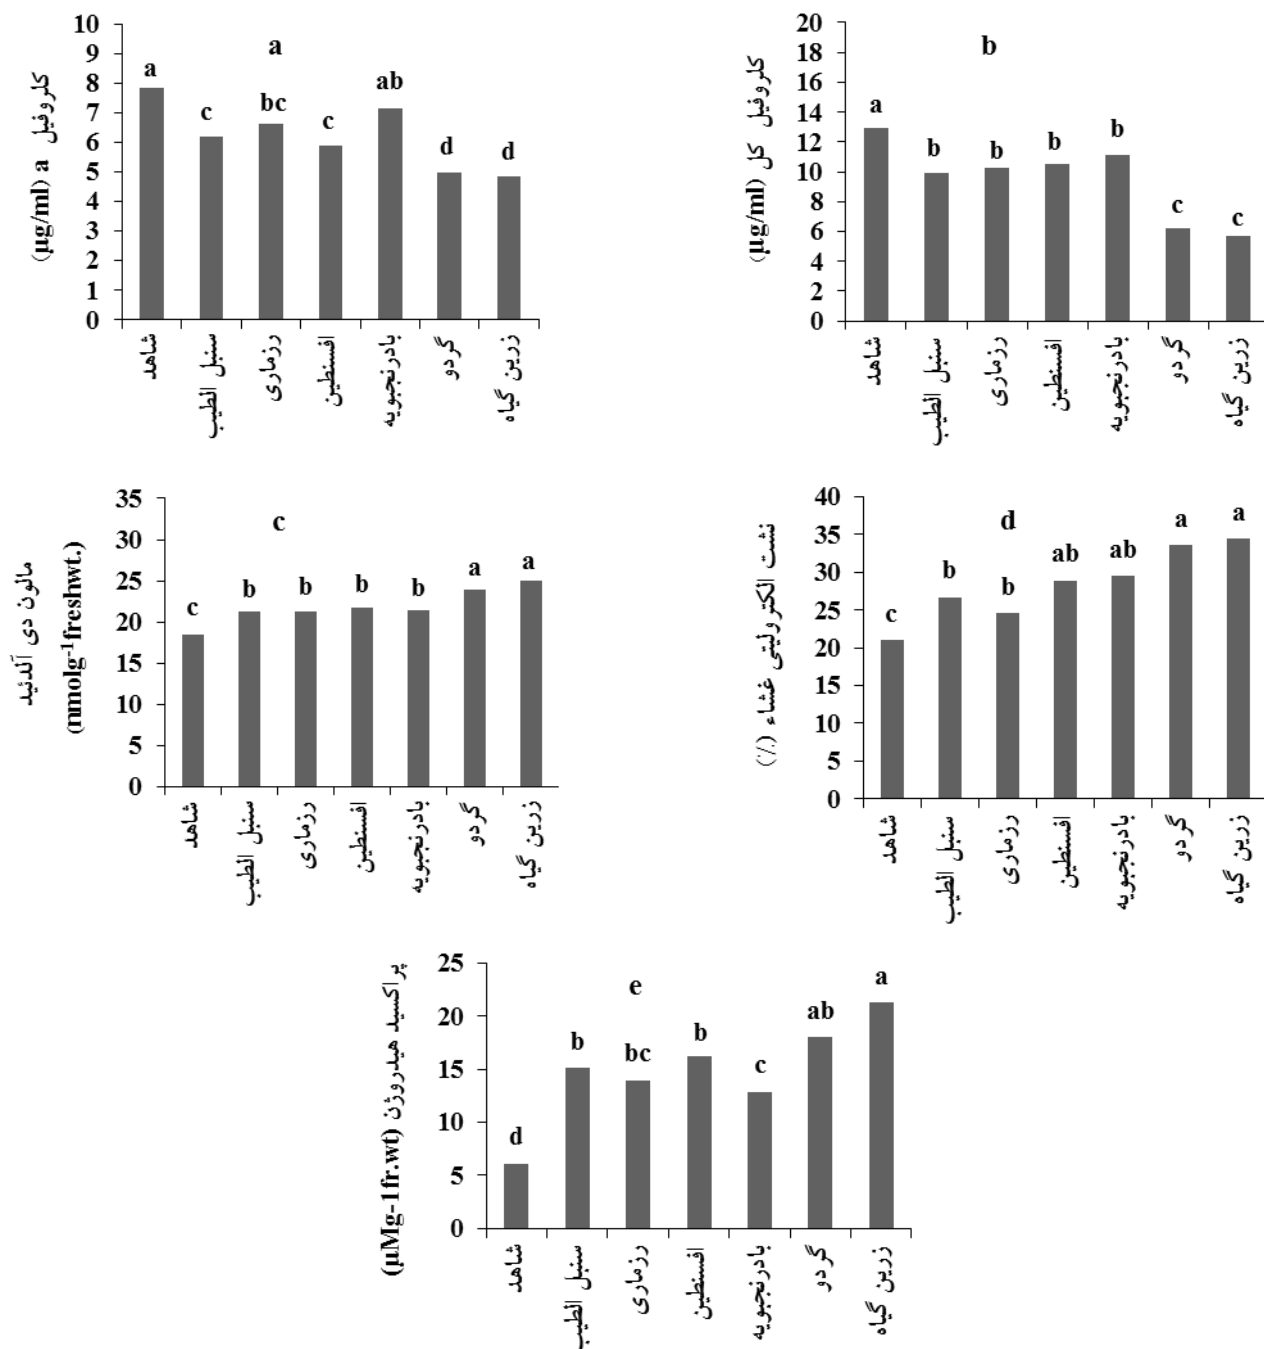 کلروفیل a (µg/ml)
10
9
8
7
6
5
4
3
2
1
0
a
a
c
bc
c
ab
d
d
شاهد
سنبل الطیب
رزماری
افسنطین
بادرنجبویه
گردو
زرین گیاه
کلروفیل کل (µg/ml)
20
18
16
14
12
10
8
6
4
2
0
b
a
b
b
b
b
c
c
شاهد
سنبل الطیب
رزماری
افسنطین
بادرنجبویه
گردو
زرین گیاه
مالون دی آلدئید
(nmolg-1freshwt.)
35
30
25
20
15
10
5
0
c
c
b
b
b
b
a
a
شاهد
سنبل الطیب
رزماری
افسنطین
بادرنجبویه
گردو
زرین گیاه
نشت الکترولیتی غشاء (%)
40
35
30
25
20
15
10
5
0
d
c
b
b
ab
ab
a
a
شاهد
سنبل الطیب
رزماری
افسنطین
بادرنجبویه
گردو
زرین گیاه
پراکسید هیدروژن (µMg-1fr.wt)
25
20
15
10
5
0
e
d
b
bc
b
c
ab
a
شاهد
سنبل الطیب
رزماری
افسنطین
بادرنجبویه
گردو
زرین گیاه